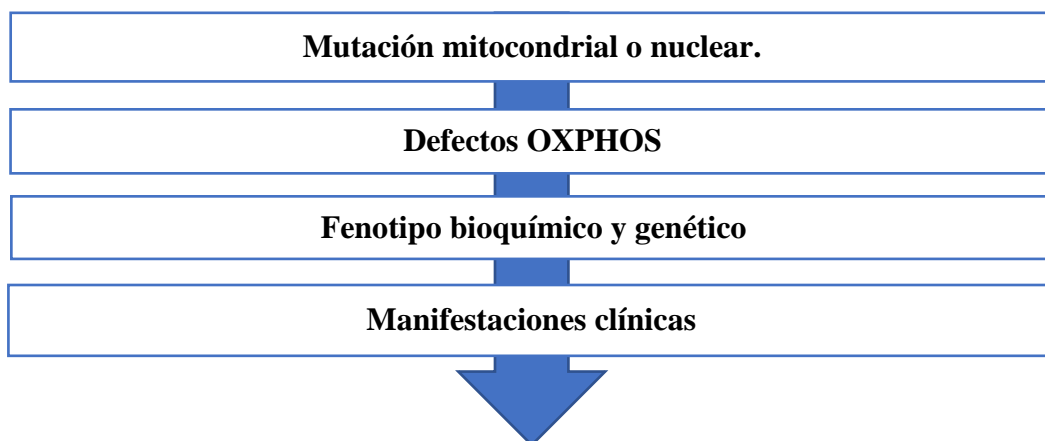 Mutación mitocondrial o nuclear.
Defectos OXPHOS
Fenotipo bioquímico y genético
Manifestaciones clínicas